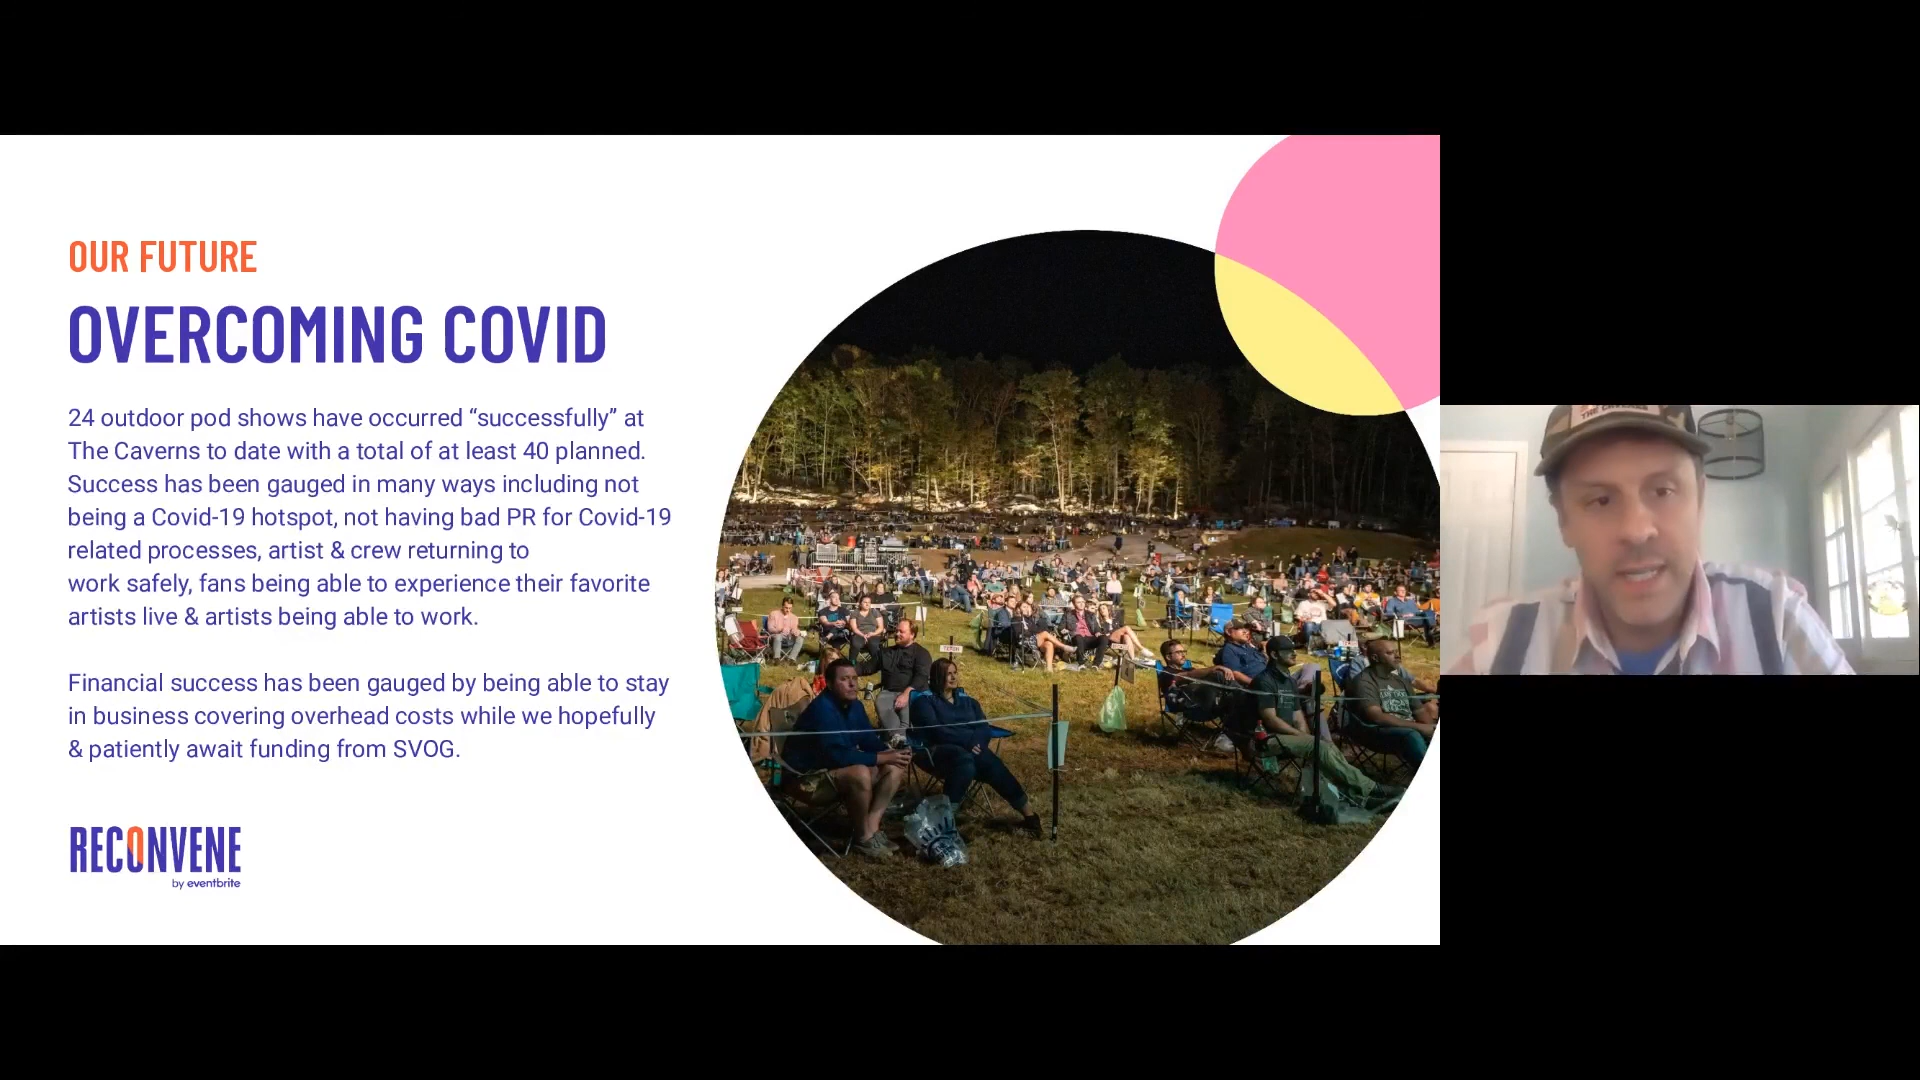 OUR FUTURE
OVERCOMING COVID
24 outdoor pod shows have occurred “successfully” at
The Caverns to date with a total of at least 40 planned.
Success has been gauged in many ways including not
being a Covid-19 hotspot, not having bad PR for Covid-19
related processes, artist & crew returning to
work safely, fans being able to experience their favorite
artists live & artists being able to work.
Financial success has been gauged by being able to stay
in business covering overhead costs while we hopefully
& patiently await funding from SVOG.
RECONVENE
by eventbrite
THE CAVERNS